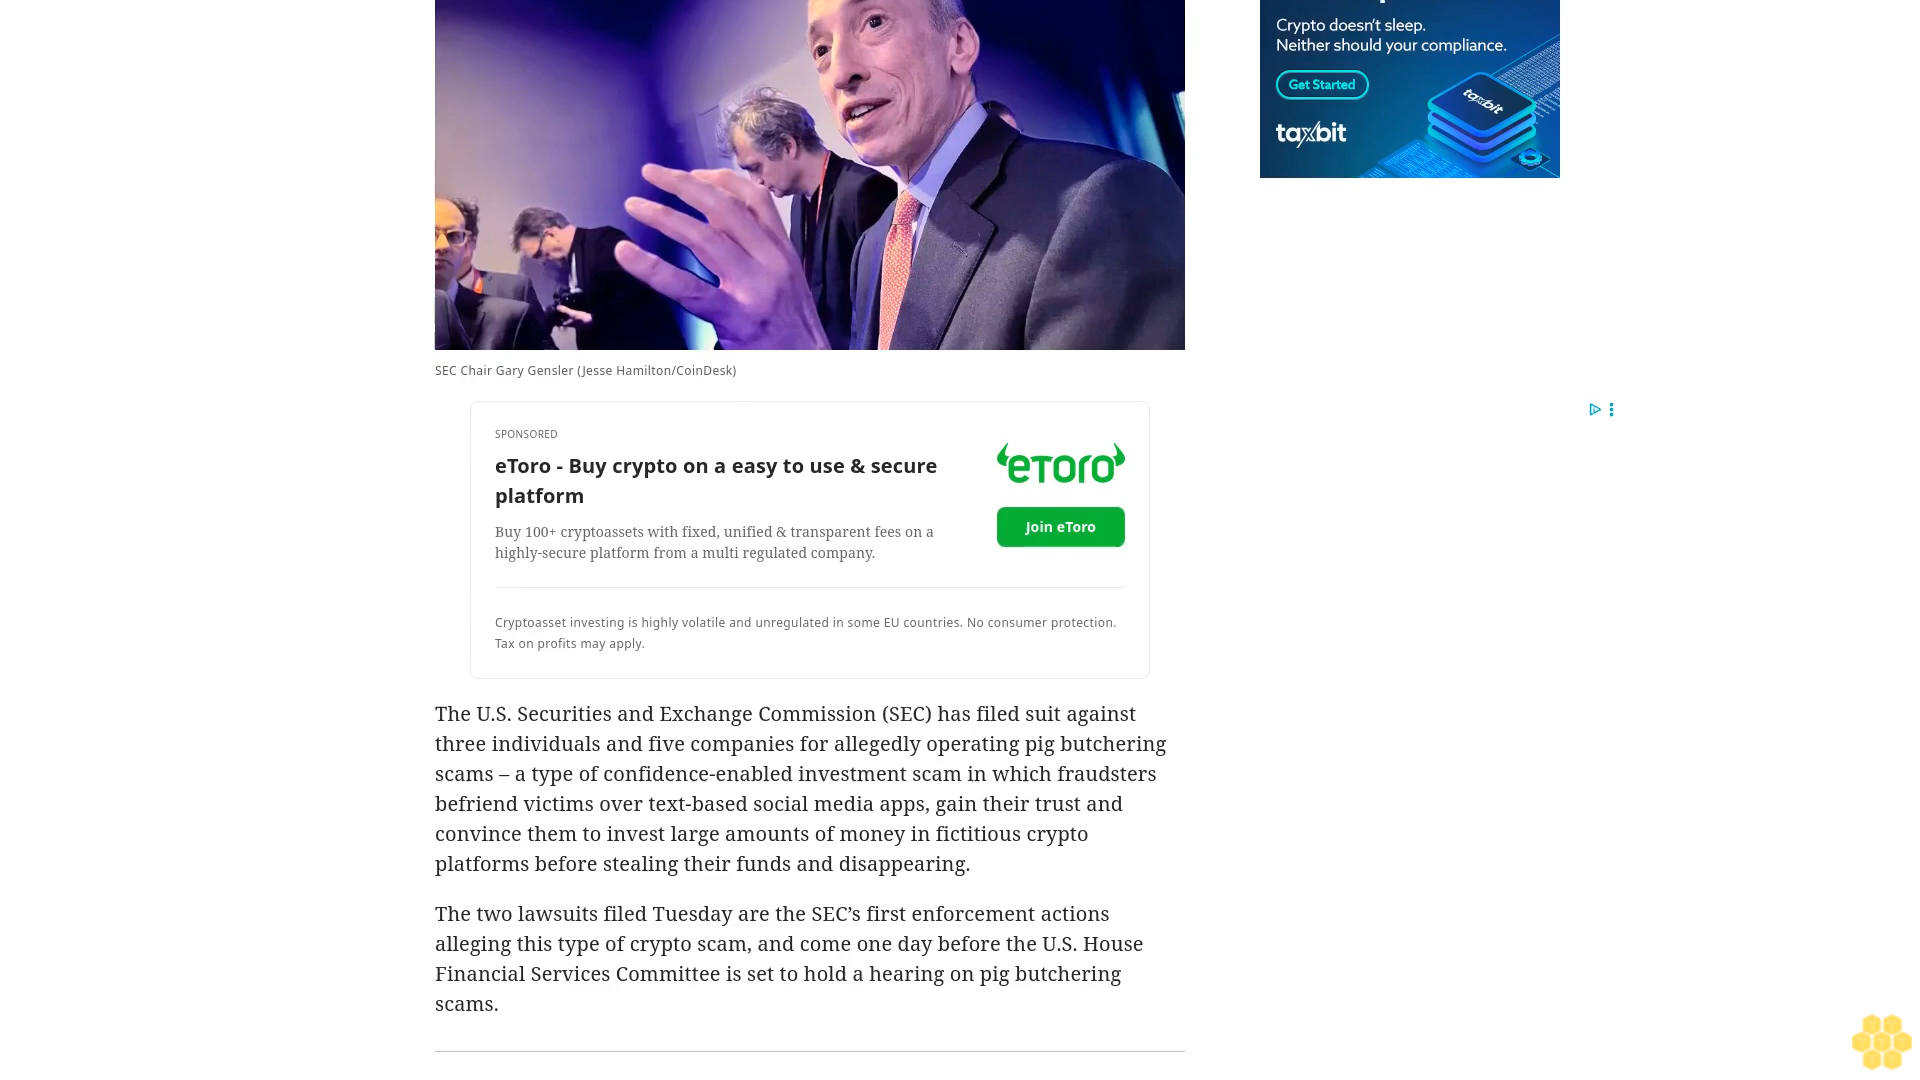 Crypto doesn't sleep.
Neither should your compliance.
Get Started
taxbit
taxbit
SEC Chair Gary Gensler (Jesse Hamilton/CoinDesk)
SPONSORED
eToro - Buy crypto on a easy to use & secure
platform
Buy 100+ cryptoassets with fixed, unified & transparent fees on a
highly-secure platform from a multi regulated company.
eToro
Join eToro
Cryptoasset investing is highly volatile and unregulated in some EU countries. No consumer protection.
Tax on profits may apply.
The U.S. Securities and Exchange Commission (SEC) has filed suit against
three individuals and five companies for allegedly operating pig butchering
scams – a type of confidence-enabled investment scam in which fraudsters
befriend victims over text-based social media apps, gain their trust and
convince them to invest large amounts of money in fictitious crypto
platforms before stealing their funds and disappearing.
The two lawsuits filed Tuesday are the SEC’s first enforcement actions
alleging this type of crypto scam, and come one day before the U.S. House
Financial Services Committee is set to hold a hearing on pig butchering
scams.